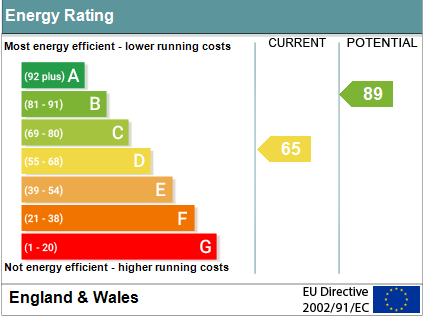 Energy Rating
CURRENT POTENTIAL
Most energy efficient - lower running costs
(92 plus) A
(81 - 91) B
(69 - 80) C
(55 - 68) D
(39 - 54) E
(21 - 38) F
(1 - 20) G
65
89
Not energy efficient - higher running costs
England & Wales
EU Directive
2002/91/EC